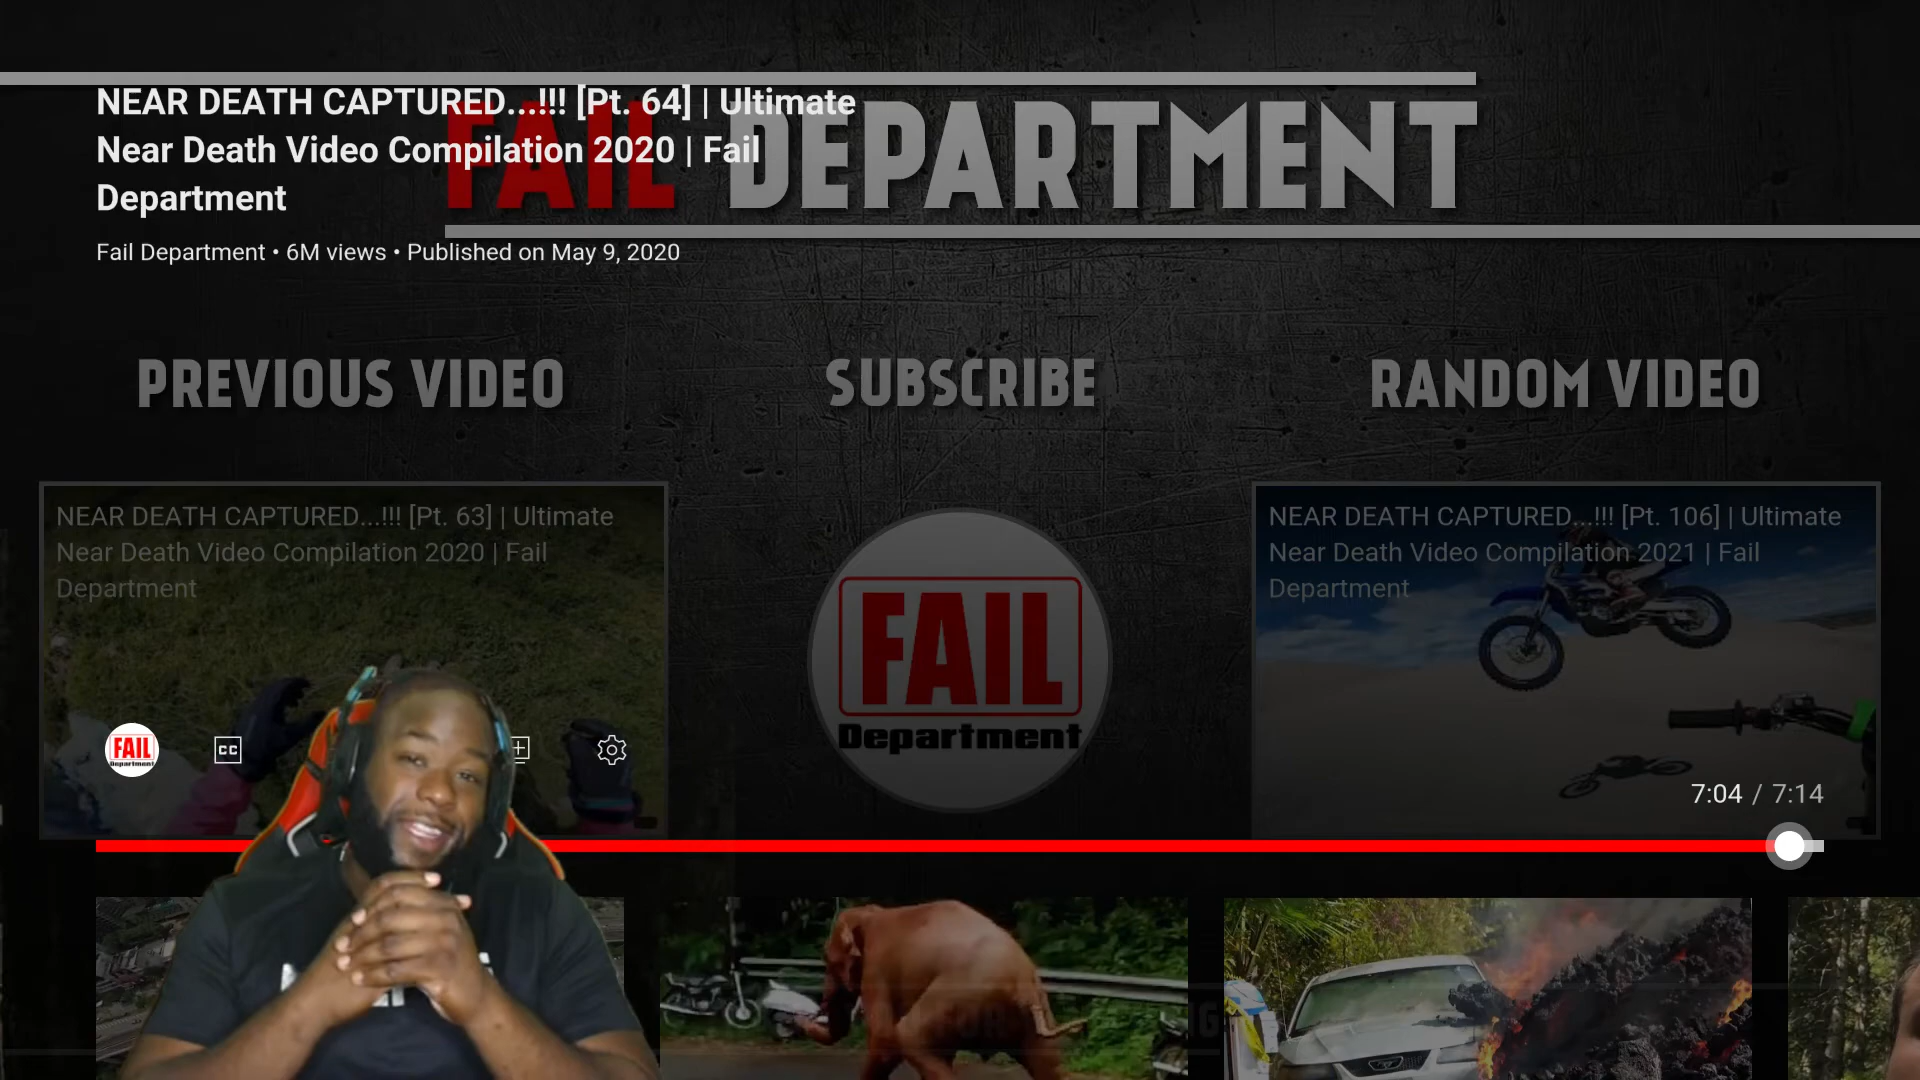 NEAR DEATH CAPTURED...!!! [Pt. 64] | Ultimate
Near Death Video Compilation 2020 | Fail
Department
FAIL DEPARTMENT
Fail Department • 6M views • Published on May 9, 2020
PREVIOUS VIDEO
SUBSCRIBE
RANDOM VIDEO
NEAR DEATH CAPTURED...!!! [Pt. 63] | Ultimate
Near Death Video Compilation 2020 | Fail
Department
FAIL
Department
NEAR DEATH CAPTURED...!!! [Pt. 106] | Ultimate
Near Death Video Compilation 2021 | Fail
Department
FAIL
Department
CC
7:04 / 7:14